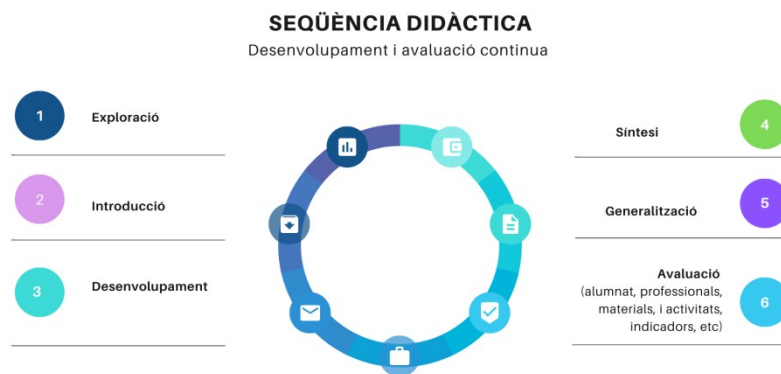 SEQÜÈNCIA DIDÀCTICA
Desenvolupament i avaluació continua
1
Exploració
2
Introducció
3
Desenvolupament
Síntesi
4
Generalització
5
Avaluació
(alumnat, professionals,
materials, i activitats,
indicadors, etc)
6